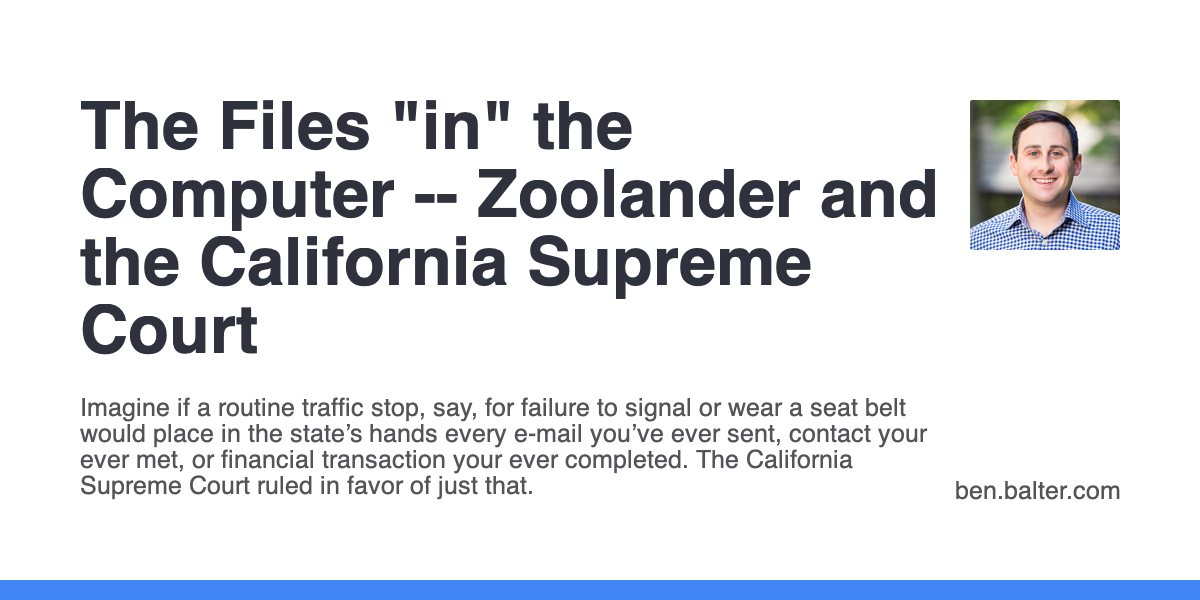 The Files "in" the
Computer -- Zoolander and
the California Supreme
Court
Imagine if a routine traffic stop, say, for failure to signal or wear a seat belt
would place in the state’s hands every e-mail you’ve ever sent, contact your
ever met, or financial transaction your ever completed. The California
Supreme Court ruled in favor of just that.
ben.balter.com